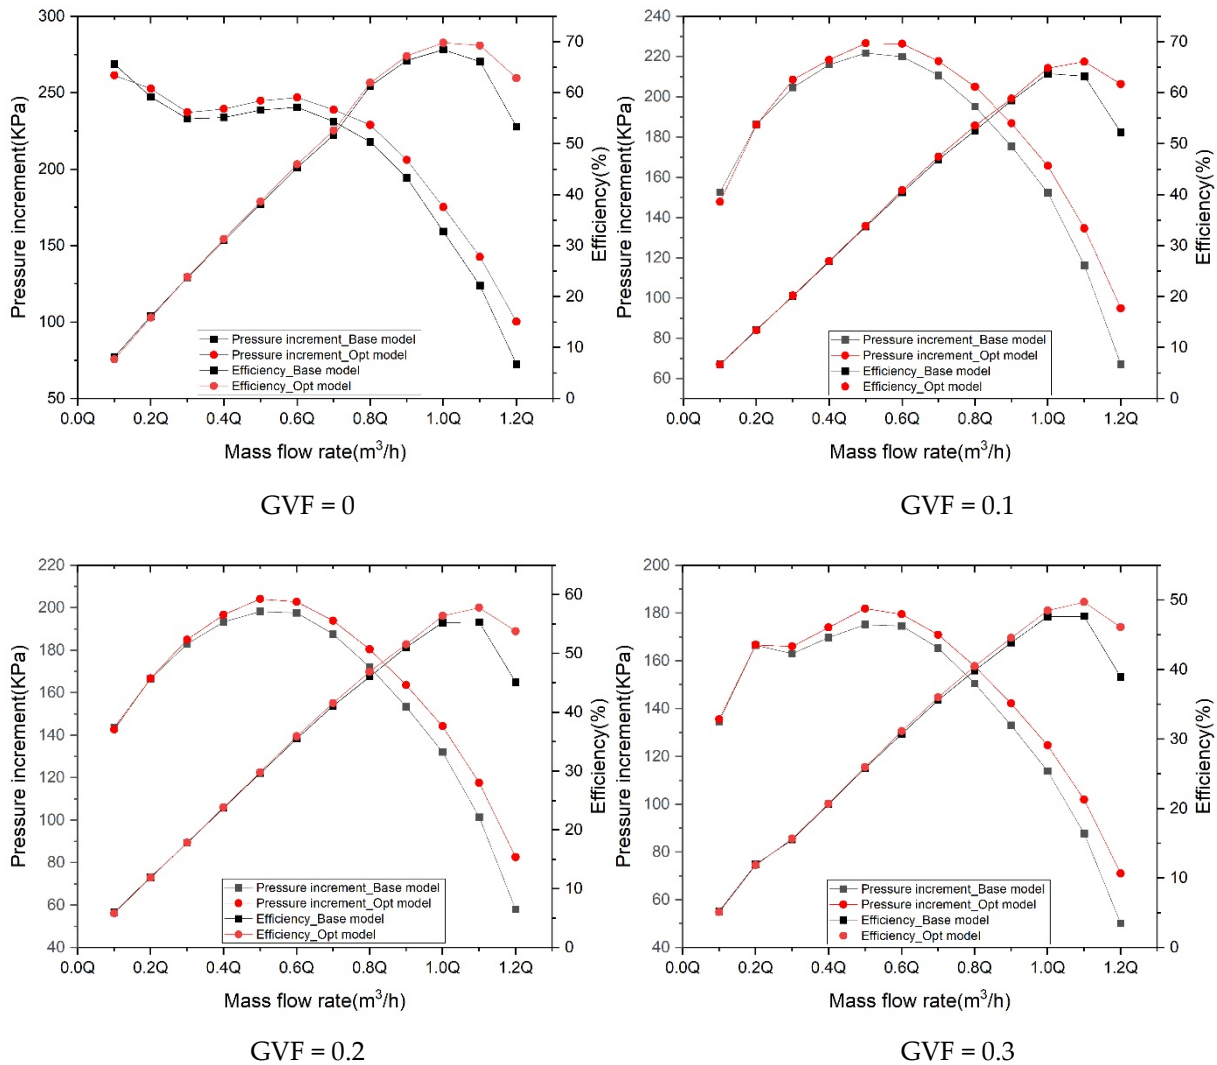 300
250
200
150
100
50
Pressure increment(KPa)
70
60
50
40
30
20
10
0
Efficiency(%)
Pressure increment_Base model
Pressure increment_Opt model
Efficiency_Base model
Efficiency_Opt model
0.0Q 0.2Q 0.4Q 0.6Q 0.8Q 1.0Q 1.2Q
Mass flow rate(m³/h)
GVF = 0
240
220
200
180
160
140
120
100
80
60
Pressure increment(KPa)
70
60
50
40
30
20
10
0
Efficiency(%)
Pressure increment_Base model
Pressure increment_Opt model
Efficiency_Base model
Efficiency_Opt model
0.0Q 0.2Q 0.4Q 0.6Q 0.8Q 1.0Q 1.2Q
Mass flow rate(m³/h)
GVF = 0.1
220
200
180
160
140
120
100
80
60
40
Pressure increment(KPa)
60
50
40
30
20
10
0
Efficiency(%)
Pressure increment_Base model
Pressure increment_Opt model
Efficiency_Base model
Efficiency_Opt model
0.0Q 0.2Q 0.4Q 0.6Q 0.8Q 1.0Q 1.2Q
Mass flow rate(m³/h)
GVF = 0.2
200
180
160
140
120
100
80
60
40
Pressure increment(KPa)
50
40
30
20
10
0
Efficiency(%)
Pressure increment_Base model
Pressure increment_Opt model
Efficiency_Base model
Efficiency_Opt model
0.0Q 0.2Q 0.4Q 0.6Q 0.8Q 1.0Q 1.2Q
Mass flow rate(m³/h)
GVF = 0.3